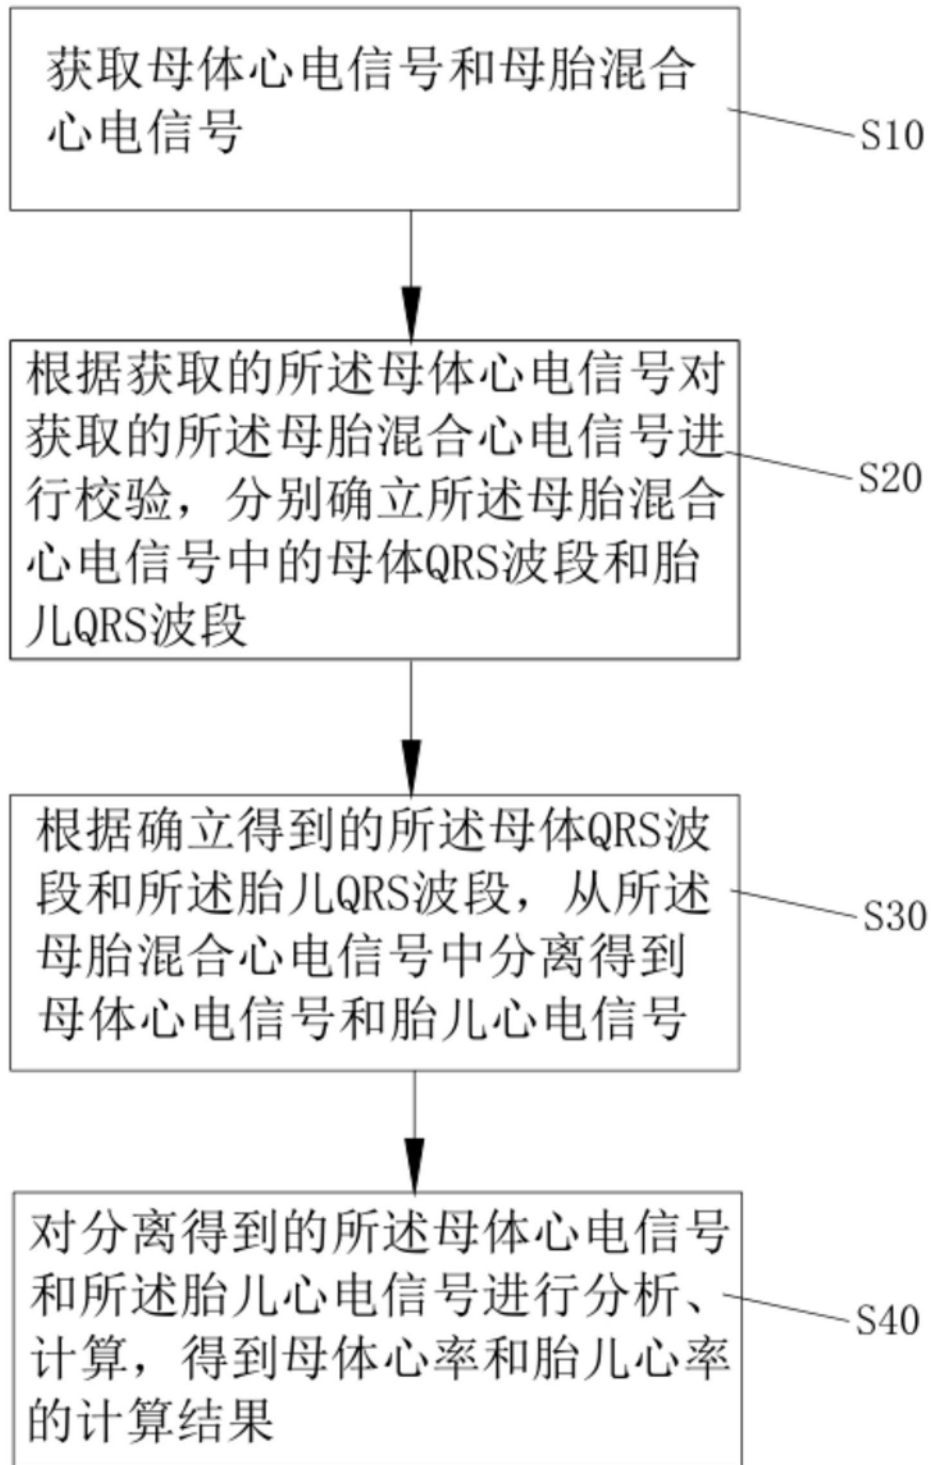 获取母体心电信号和母胎混合
心电信号
S10
根据获取的所述母体心电信号对
获取的所述母胎混合心电信号进
行校验，分别确立所述母胎混合
心电信号中的母体QRS波段和胎
儿QRS波段
S20
根据确立得到的所述母体QRS波
段和所述胎儿QRS波段，从所述
母胎混合心电信号中分离得到
母体心电信号和胎儿心电信号
S30
对分离得到的所述母体心电信号
和所述胎儿心电信号进行分析、
计算，得到母体心率和胎儿心率
的计算结果
S40